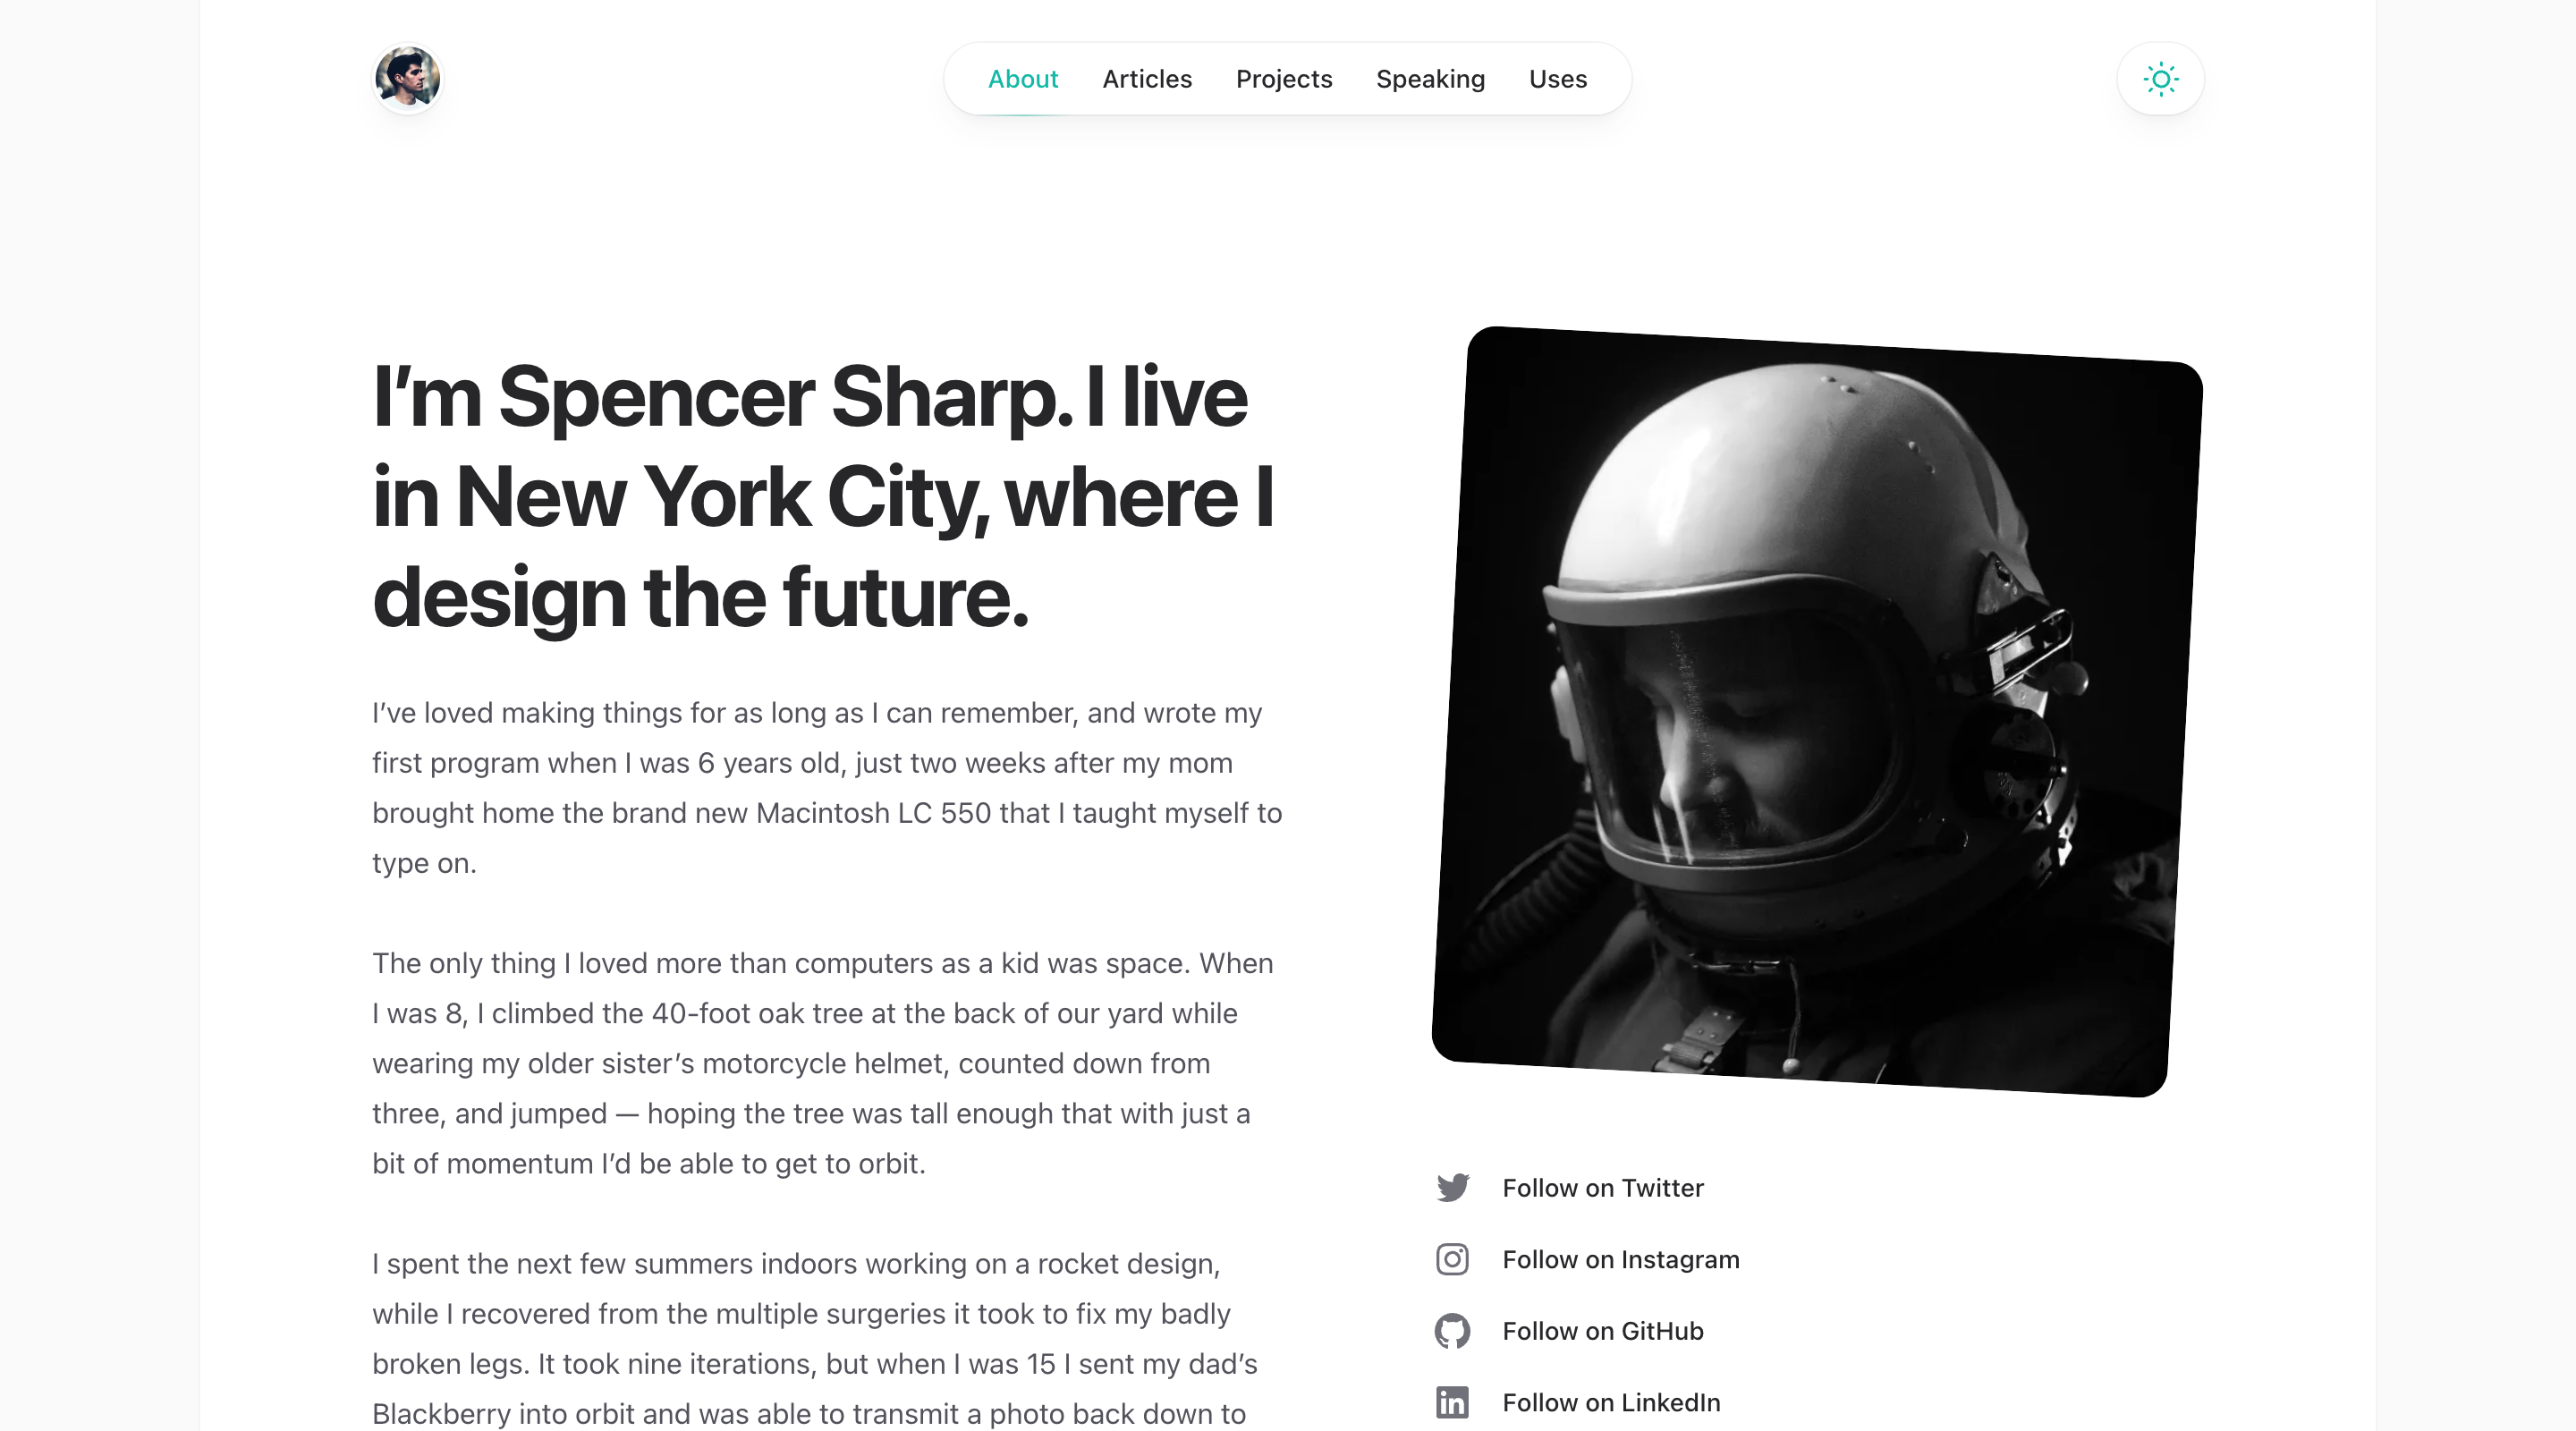 About
Articles
Projects
Speaking
Uses
I’m Spencer Sharp. I live
in New York City, where I
design the future.
I’ve loved making things for as long as I can remember, and wrote my
first program when I was 6 years old, just two weeks after my mom
brought home the brand new Macintosh LC 550 that I taught myself to
type on.
The only thing I loved more than computers as a kid was space. When
I was 8, I climbed the 40-foot oak tree at the back of our yard while
wearing my older sister’s motorcycle helmet, counted down from
three, and jumped — hoping the tree was tall enough that with just a
bit of momentum I’d be able to get to orbit.
I spent the next few summers indoors working on a rocket design,
while I recovered from the multiple surgeries it took to fix my badly
broken legs. It took nine iterations, but when I was 15 I sent my dad’s
Blackberry into orbit and was able to transmit a photo back down to
Follow on Twitter
Follow on Instagram
Follow on GitHub
Follow on LinkedIn